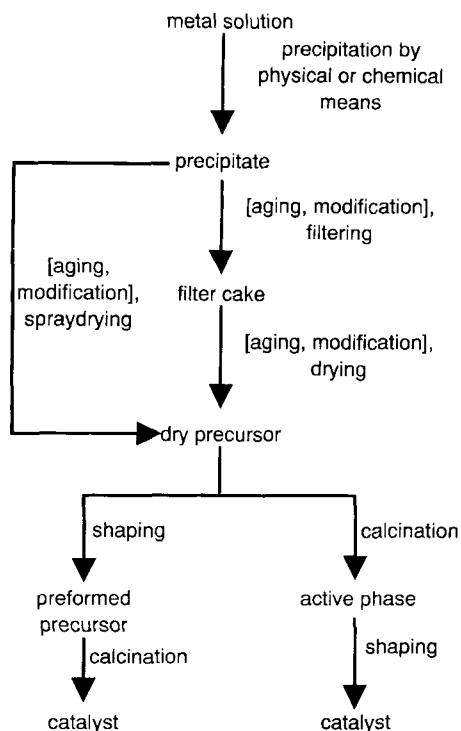 metal solution
precipitation by
physical or chemical
means
precipitate
[aging, modification],
filtering
[aging,
modification],
spraydrying
filter cake
[aging, modification],
drying
dry precursor
shaping
calcination
preformed
precursor
active phase
calcination
shaping
catalyst
catalyst